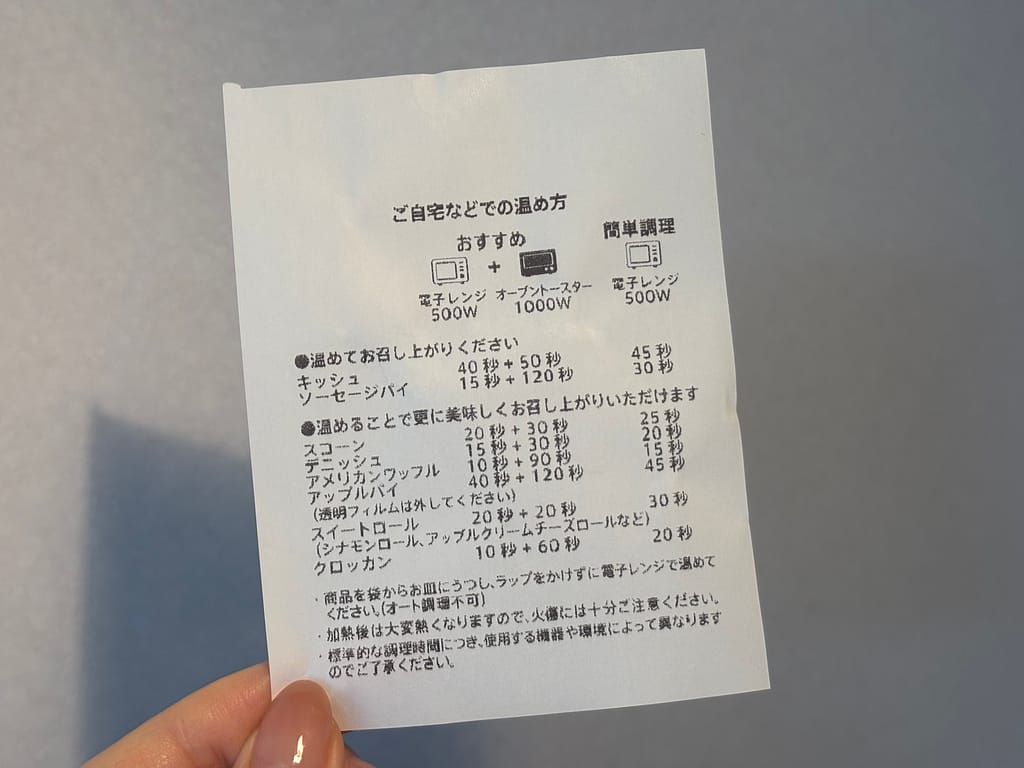 ご自宅などでの温め方
おすすめ 簡単調理
+
電子レンジ オーブントースター 電子レンジ
500W 1000W 500W
●温めてお召し上がりください
キッシュ 40秒+50秒 45秒
ソーセージパイ 15秒+120秒 30秒
●温めることで更に美味しくお召し上がりいただけます
スコーン 20秒+30秒 25秒
デニッシュ 15秒+30秒 20秒
アメリカンワッフル 10秒+90秒 15秒
アップルパイ 40秒+120秒 45秒
(透明フィルムは外してください)
スイートロール 20秒+20秒 30秒
(シナモンロール、アップルクリームチーズロールなど)
クロッカン 10秒+60秒 20秒
・商品を袋からお皿にうつし、ラップをかけずに電子レンジで温めて
ください。(オート調理不可)
・加熱後は大変熱くなりますので、火傷には十分ご注意ください。
・標準的な調理時間につき、使用する機器や環境によって異なります
のでご了承ください。